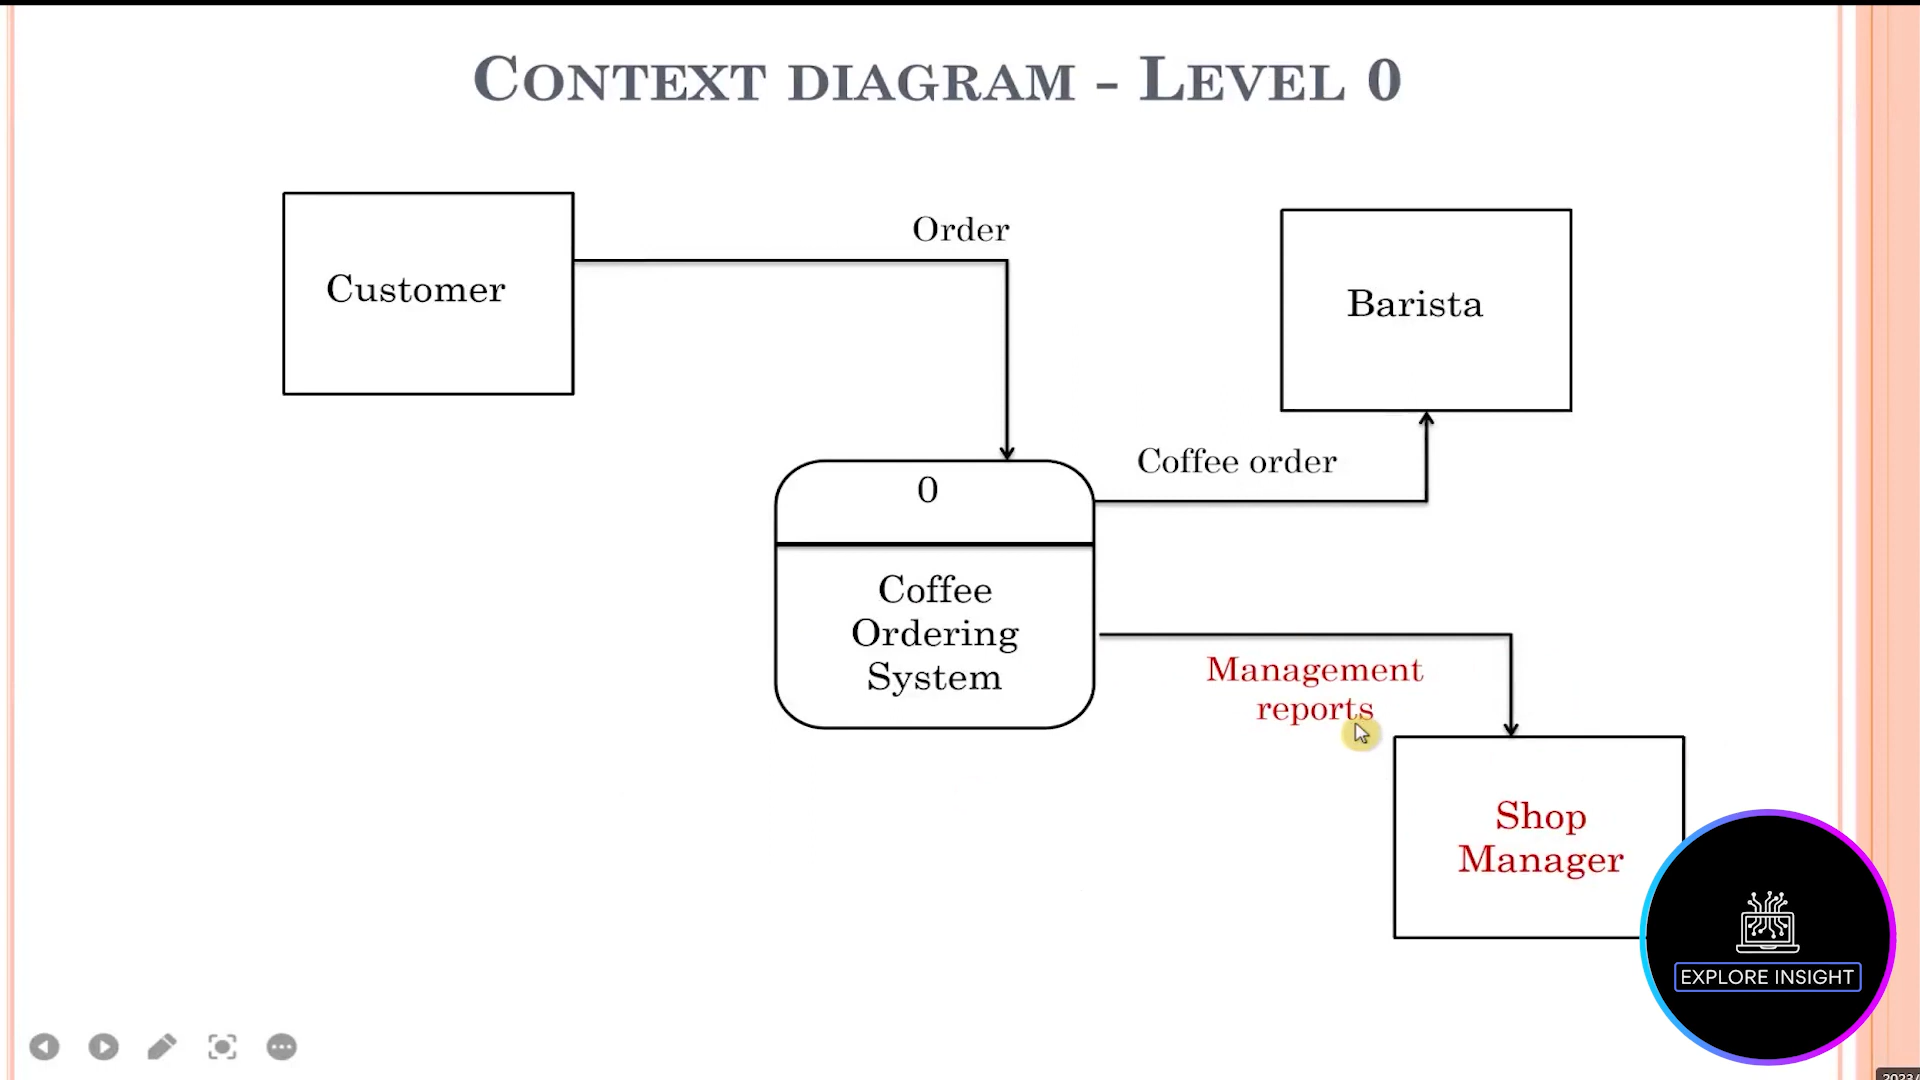 CONTEXT DIAGRAM - LEVEL 0
Customer
Order
Barista
Coffee order
0
Coffee
Ordering
System
Management
reports
Shop
Manager
EXPLORE INSIGHT